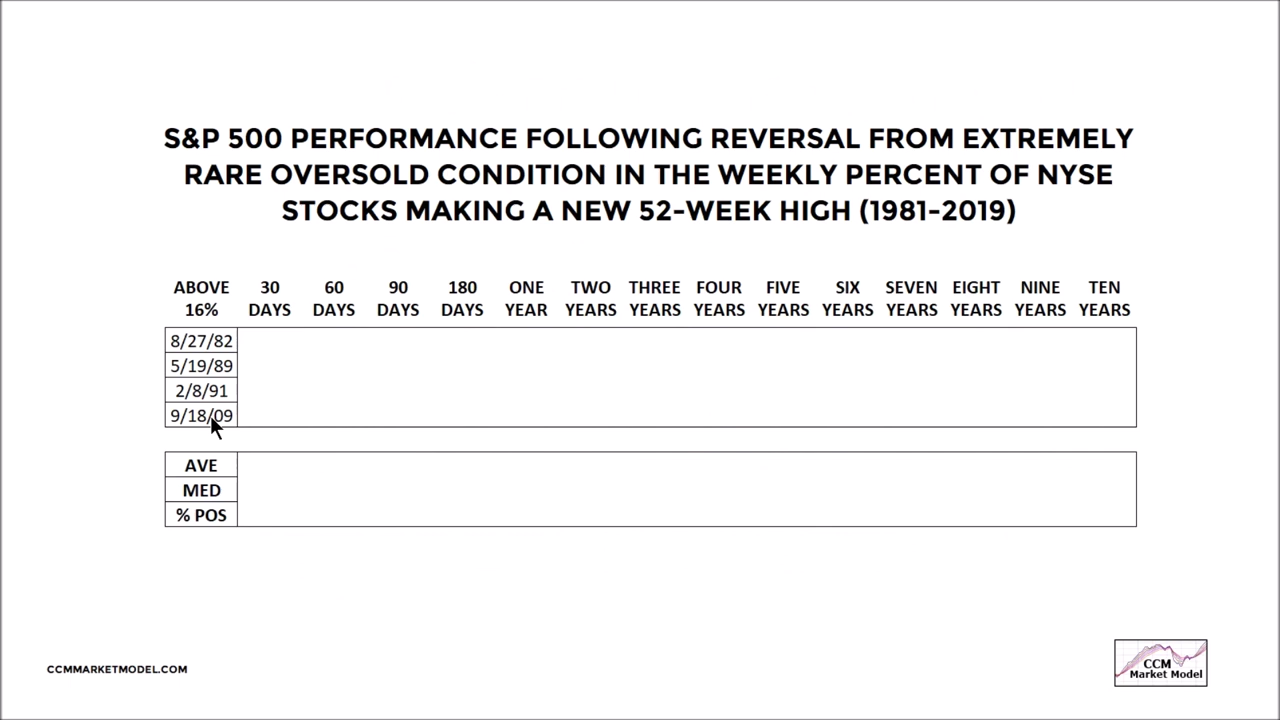 S&P 500 PERFORMANCE FOLLOWING REVERSAL FROM EXTREMELY
RARE OVERSOLD CONDITION IN THE WEEKLY PERCENT OF NYSE
STOCKS MAKING A NEW 52-WEEK HIGH (1981-2019)
ABOVE 30 60 90 180 ONE TWO THREE FOUR FIVE SIX SEVEN EIGHT NINE TEN
16% DAYS DAYS DAYS DAYS YEAR YEARS YEARS YEARS YEARS YEARS YEARS YEARS YEARS YEARS
8/27/82
5/19/89
2/8/91
9/18/09
AVE
MED
% POS
CCMMARKETMODEL.COM
CCM
Market Model